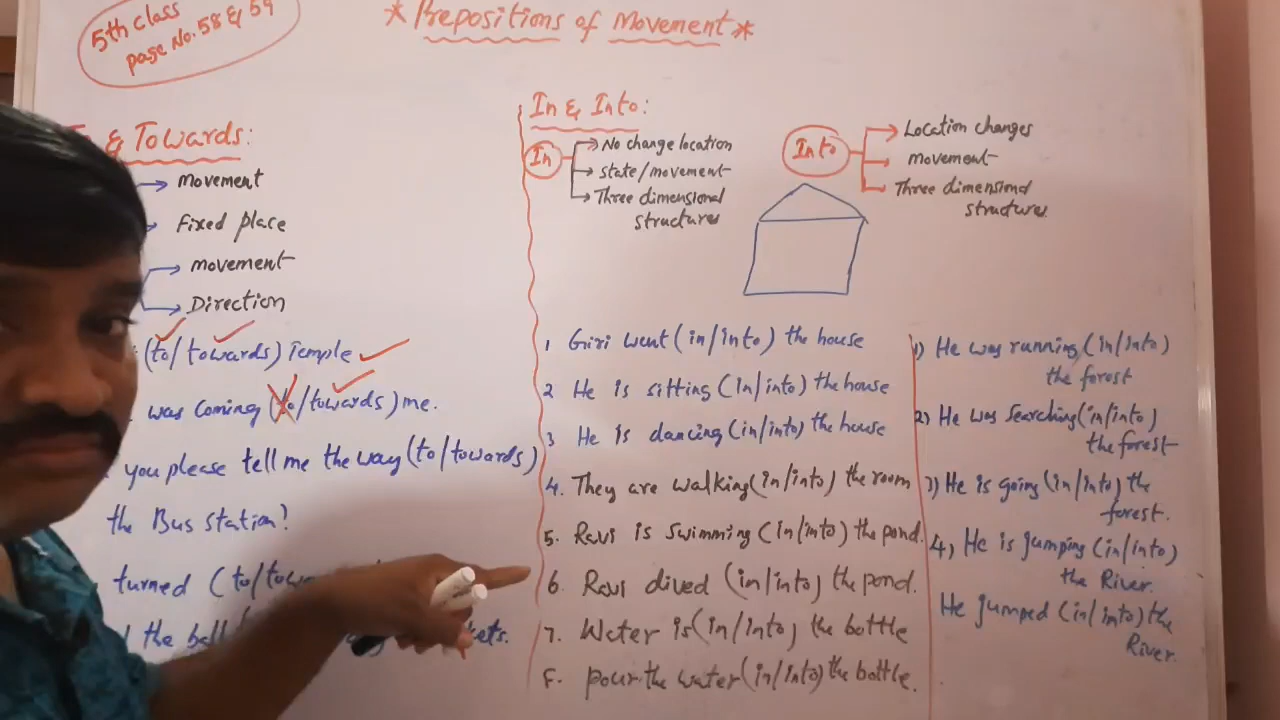 5th class
page No. 58 & 59
* Prepositions of Movement *
& Towards:
movement
Fixed place
movement
Direction
(to/towards) Temple
was coming (to/towards) me.
you please tell me the way (to/towards)
the Bus station?
turned (to/
the ball
In & Into:
In
No change location
state/movement
Three dimensional
structures
Into
Location changes
movement
Three dimensional
structures
1 Giri went (in/into) the house
2 He is sitting (in/into) the house
3 He is dancing (in/into) the house
4. They are walking (in/into) the room
5. Ravi is swimming (in/into) the pond.
6. Ravi dived (in/into) the pond.
7. Water is (in/into) the bottle
8. pour the water (in/into) the bottle.
1) He was running (in/into)
the forest
2) He was searching (in/into)
the forest
3) He is going (in/into) the
forest.
4) He is jumping (in/into)
the River.
He jumped (in/into) the
River.